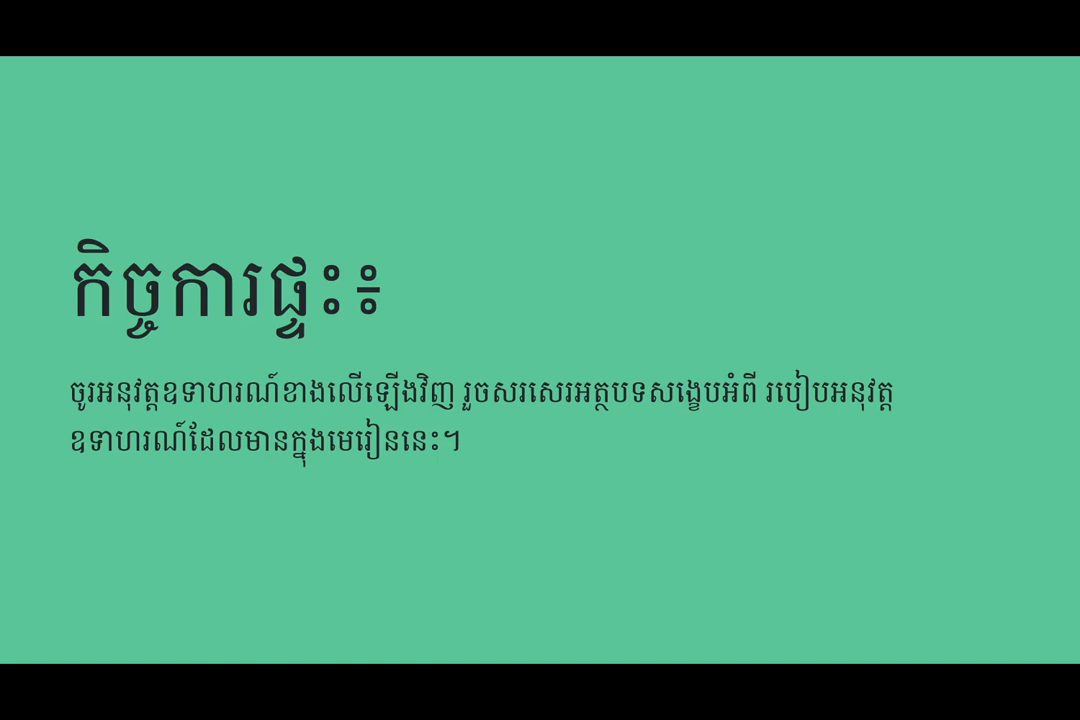 កិច្ចការផ្ទះ៖
ចូរអនុវត្តឧទាហរណ៍ខាងលើឡើងវិញ រួចសរសេរអត្ថបទសង្ខេបអំពី របៀបអនុវត្ត
ឧទាហរណ៍ដែលមានក្នុងមេរៀននេះ។